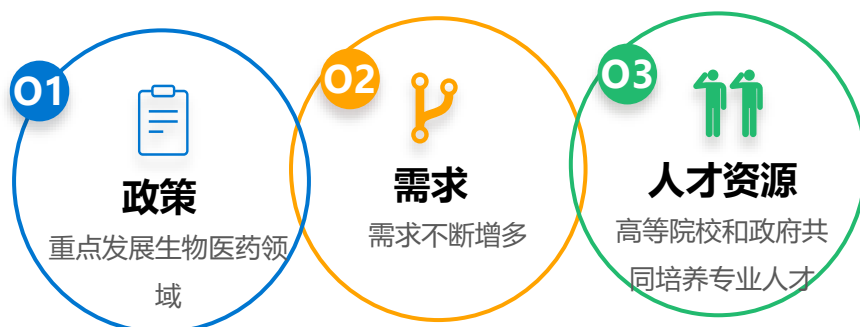 01
政策
重点发展生物医药领
域
02
需求
需求不断增多
03
人才资源
高等院校和政府共
同培养专业人才